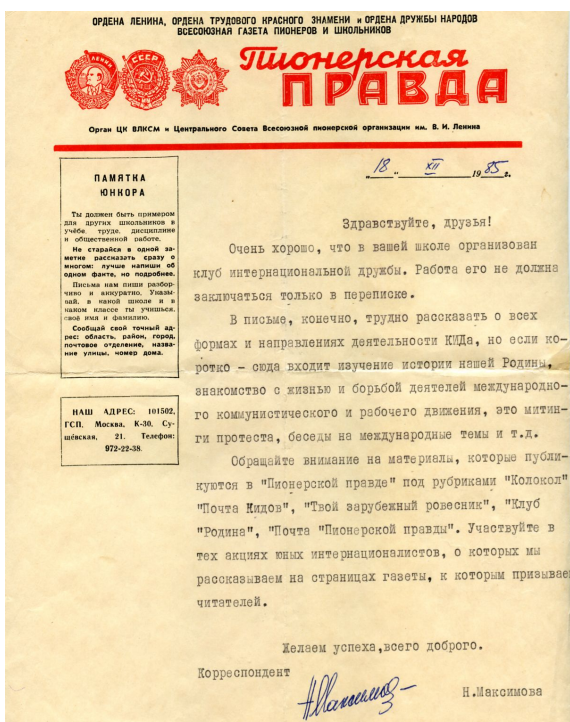 ОРДЕНА ЛЕНИНА, ОРДЕНА ТРУДОВОГО КРАСНОГО ЗНАМЕНИ и ОРДЕНА ДРУЖБЫ НАРОДОВ
ВСЕСОЮЗНАЯ ГАЗЕТА ПИОНЕРОВ И ШКОЛЬНИКОВ
ЛЕНИН
СССР
Пионерская
ПРАВДА
Орган ЦК ВЛКСМ и Центрального Совета Всесоюзной пионерской организации им. В. И. Ленина
„18“ XII 1985 г.
ПАМЯТКА
ЮНКОРА
Ты должен быть примером
для других школьников в
учёбе, труде, дисциплине
и общественной работе.
Не старайся в одной за-
метке рассказать сразу о
многом: лучше напиши об
одном факте, но подробнее.
Письма нам пиши разбор-
чиво и аккуратно. Указы-
вай, в какой школе и в
каком классе ты учишься,
своё имя и фамилию.
Сообщай свой точный ад-
рес: область, район, город,
почтовое отделение, назва-
ние улицы, номер дома.
НАШ АДРЕС: 101502,
ГСП, Москва, К-30, Су-
щёвская, 21. Телефон:
972-22-38.
Здравствуйте, друзья!
Очень хорошо, что в вашей школе организован
клуб интернациональной дружбы. Работа его не должна
заключаться только в переписке.
В письме, конечно, трудно рассказать о всех
формах и направлениях деятельности КИДа, но если ко-
ротко – сюда входит изучение истории нашей Родины,
знакомство с жизнью и борьбой деятелей международно-
го коммунистического и рабочего движения, это митин-
ги протеста, беседы на международные темы и т.д.
Обращайте внимание на материалы, которые публи-
куются в "Пионерской правде" под рубриками "Колокол"
"Почта Кидов", "Твой зарубежный ровесник", "Клуб
"Родина", "Почта "Пионерской правды". Участвуйте в
тех акциях юных интернационалистов, о которых мы
рассказываем на страницах газеты, к которым призывае
читателей.
Желаем успеха,всего доброго.
Корреспондент
Н.Максимова